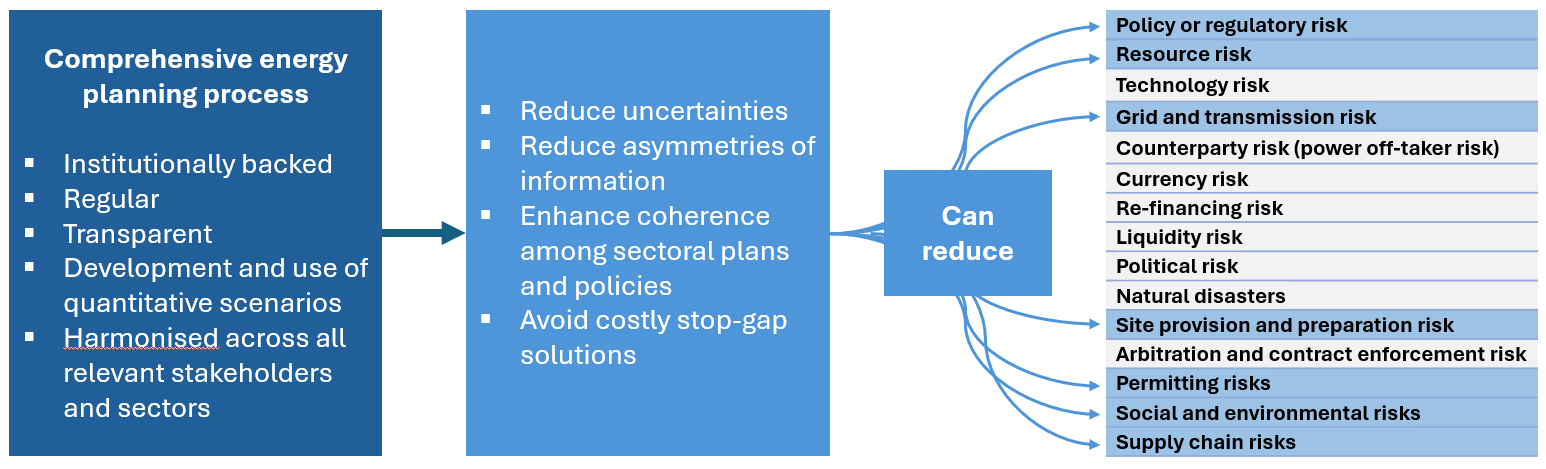 Comprehensive energy
planning process
▪ Institutionally backed
▪ Regular
▪ Transparent
▪ Development and use of
quantitative scenarios
▪ Harmonised across all
relevant stakeholders
and sectors
▪ Reduce uncertainties
▪ Reduce asymmetries of
information
▪ Enhance coherence
among sectoral plans
and policies
▪ Avoid costly stop-gap
solutions
Can
reduce
Policy or regulatory risk
Resource risk
Technology risk
Grid and transmission risk
Counterparty risk (power off-taker risk)
Currency risk
Re-financing risk
Liquidity risk
Political risk
Natural disasters
Site provision and preparation risk
Arbitration and contract enforcement risk
Permitting risks
Social and environmental risks
Supply chain risks